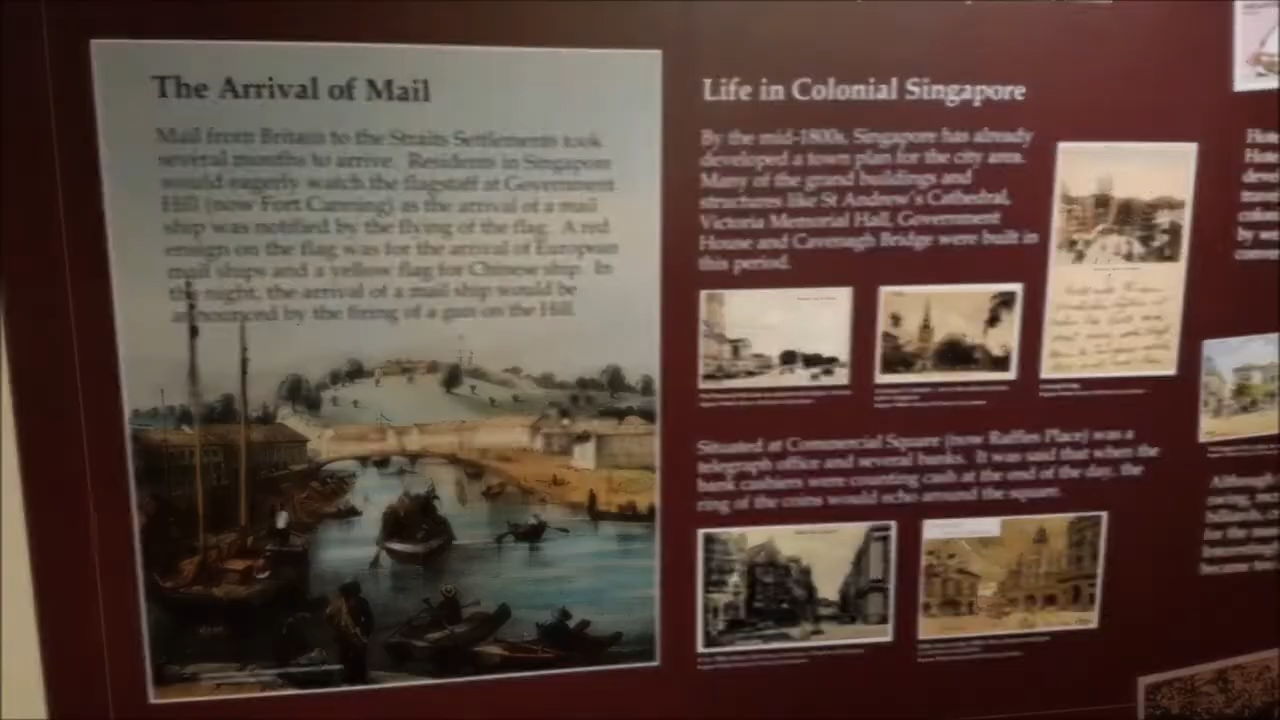 The Arrival of Mail
Mail from Britain to the Straits Settlements took
several months to arrive. Residents in Singapore
would eagerly watch the flagstaff at Government
Hill (now Fort Canning) as the arrival of a mail
ship was notified by the flying of the flag. A red
ensign on the flag was for the arrival of European
mail ships and a yellow flag for Chinese ship. In
the night, the arrival of a mail ship would be
announced by the firing of a gun on the Hill.
Life in Colonial Singapore
By the mid-1800s, Singapore has already
developed a town plan for the city area.
Many of the grand buildings and
structures like St Andrew's Cathedral,
Victoria Memorial Hall, Government
House and Cavenagh Bridge were built in
this period.
Situated at Commercial Square (now Raffles Place) was a
telegraph office and several banks. It was said that when the
bank cashiers were counting cash at the end of the day, the
ring of the coins would echo around the square.
Although